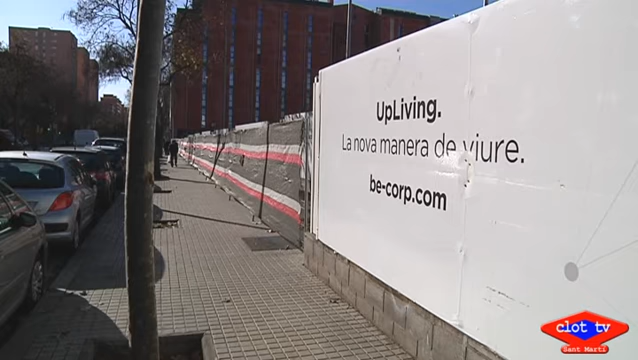 UpLiving.
La nova manera de viure.
be-corp.com
clot tv
Sant Martí